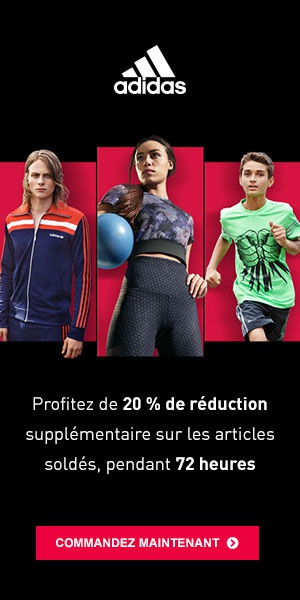 adidas
Profitez de 20 % de réduction
supplémentaire sur les articles
soldés, pendant 72 heures
COMMANDEZ MAINTENANT